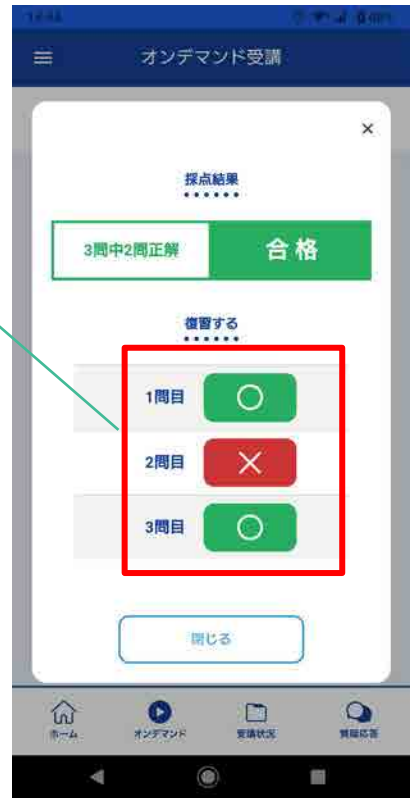 オンデマンド受講
×
採点結果
3問中2問正解
合格
復習する
1問目
2問目
3問目
閉じる
ホーム
オンデマンド
受講状況
質疑応答